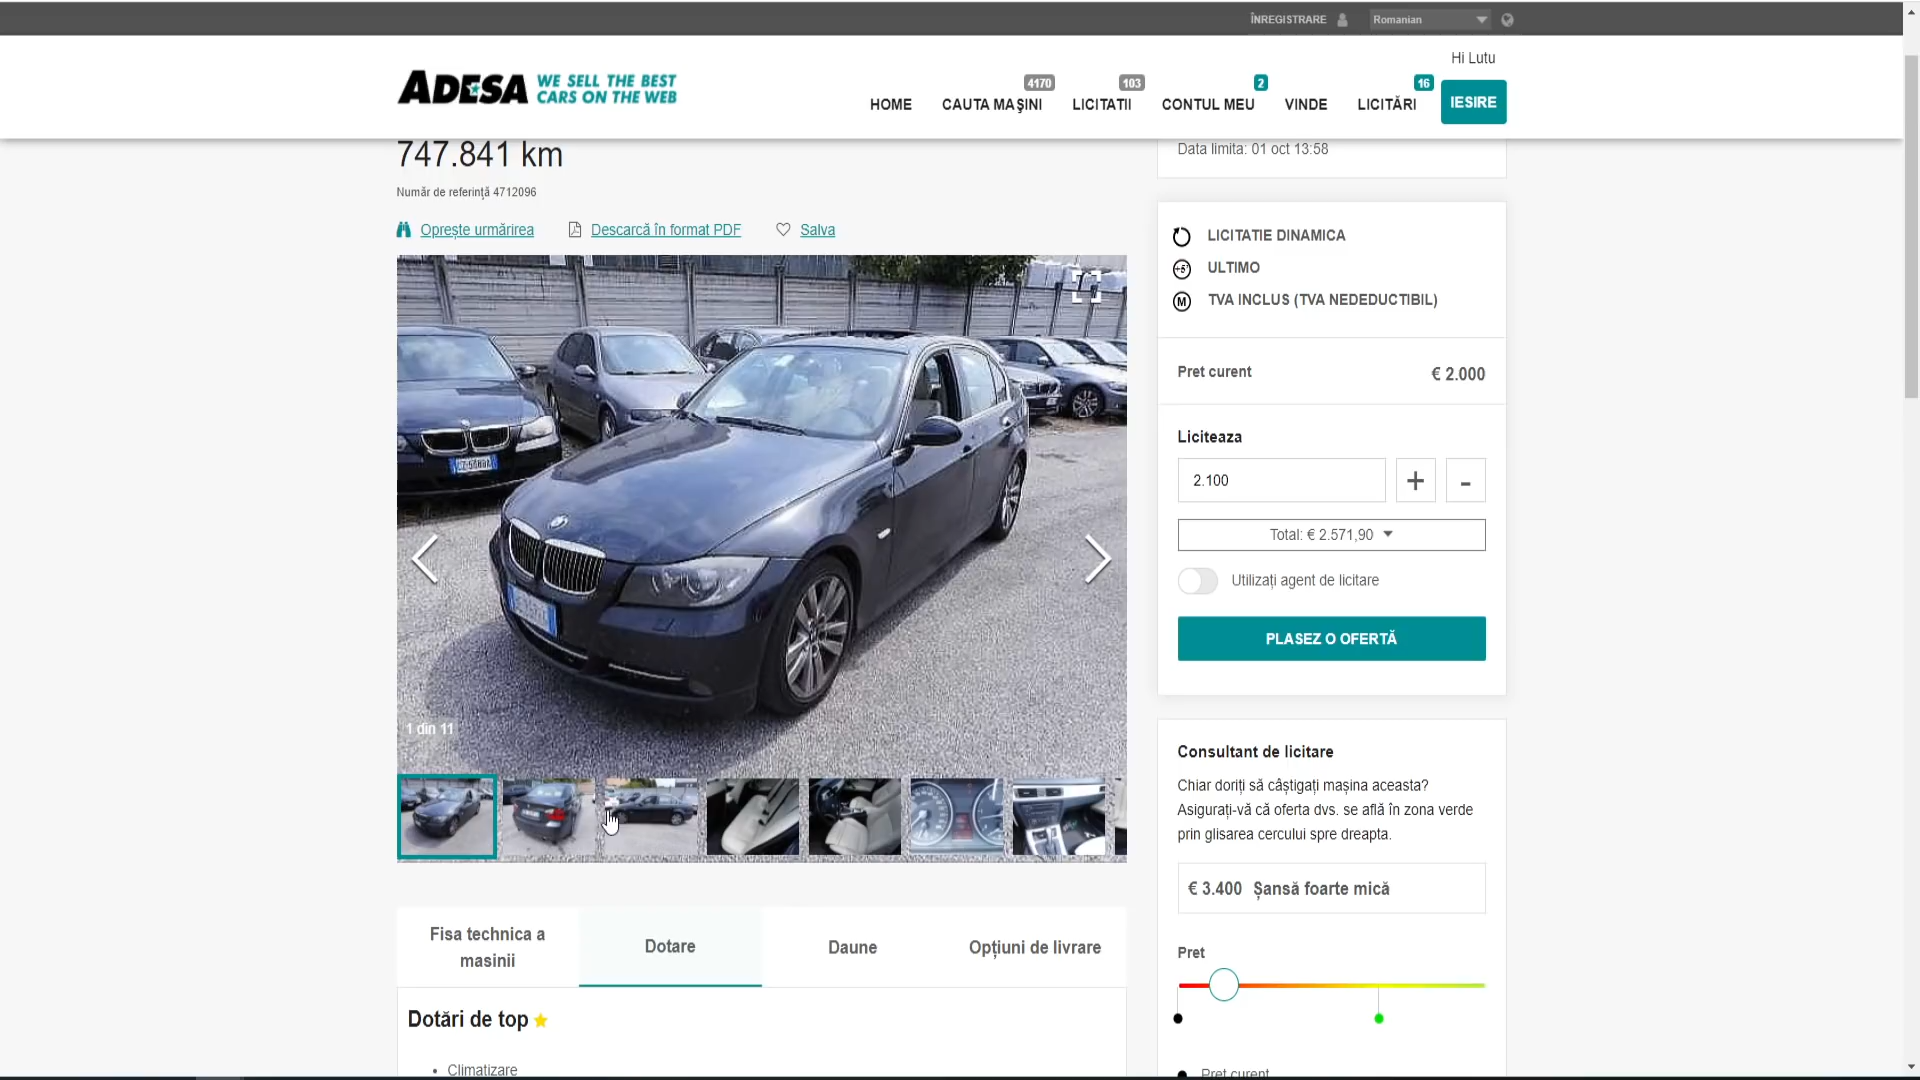 ÎNREGISTRARE
Romanian
Hi Lutu
ADESA WE SELL THE BEST
CARS ON THE WEB
4170
103
2
16
HOME
CAUTA MAȘINI
LICITATII
CONTUL MEU
VINDE
LICITĂRI
IESIRE
747.841 km
Număr de referință 4712096
Oprește urmărirea
Descarcă în format PDF
Salva
1 din 11
Fisa technica a
masinii
Dotare
Daune
Opțiuni de livrare
Dotări de top
• Climatizare
Data limita: 01 oct 13:58
LICITATIE DINAMICA
+5' ULTIMO
M TVA INCLUS (TVA NEDEDUCTIBIL)
Pret curent
€ 2.000
Liciteaza
2.100
+
-
Total: € 2.571,90
Utilizați agent de licitare
PLASEZ O OFERTĂ
Consultant de licitare
Chiar doriți să câștigați mașina aceasta?
Asigurați-vă că oferta dvs. se află în zona verde
prin glisarea cercului spre dreapta.
€ 3.400 Șansă foarte mică
Pret
Pret curent